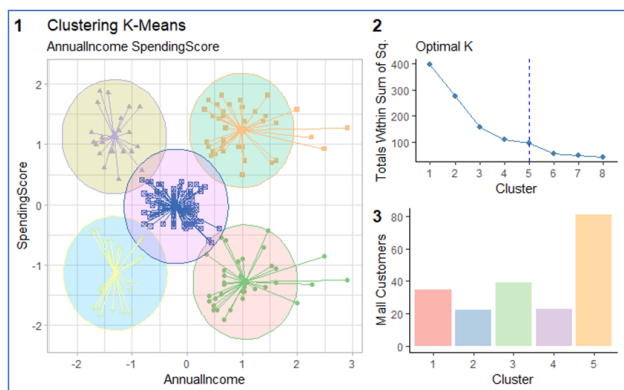 1 Clustering K-Means
AnnualIncome SpendingScore
SpendingScore
2
1
0
-1
-2
-1
0
1
2
3
AnnualIncome
2
Optimal K
Totals Within Sum of Sq.
400
300
200
100
1 2 3 4 5 6 7 8
Cluster
3
Mall Customers
80
60
40
20
0
1 2 3 4 5
Cluster